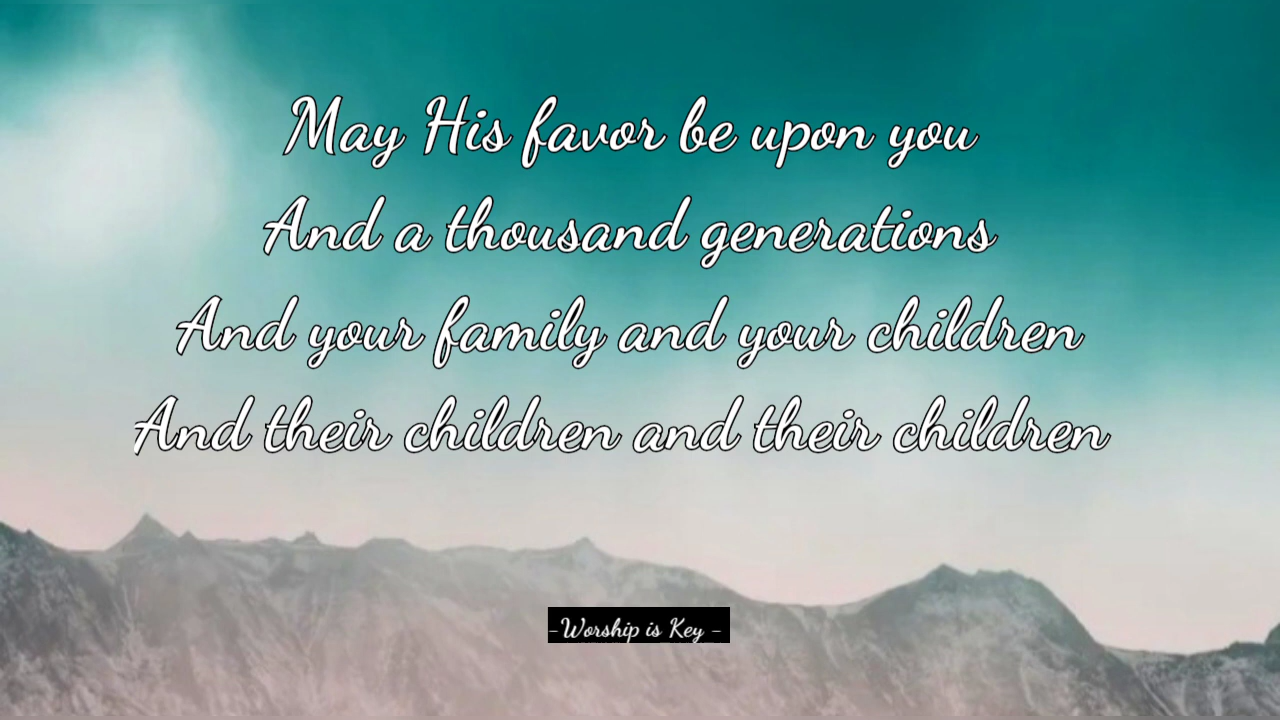 May His favor be upon you
And a thousand generations
And your family and your children
And their children and their children
-Worship is Key -